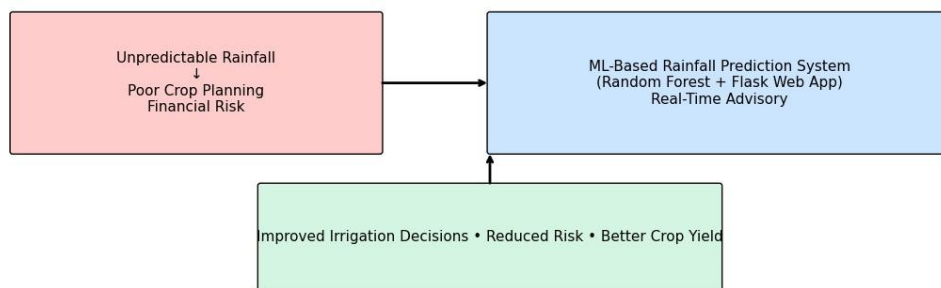 Unpredictable Rainfall
↓
Poor Crop Planning
Financial Risk
ML-Based Rainfall Prediction System
(Random Forest + Flask Web App)
Real-Time Advisory
Improved Irrigation Decisions • Reduced Risk • Better Crop Yield